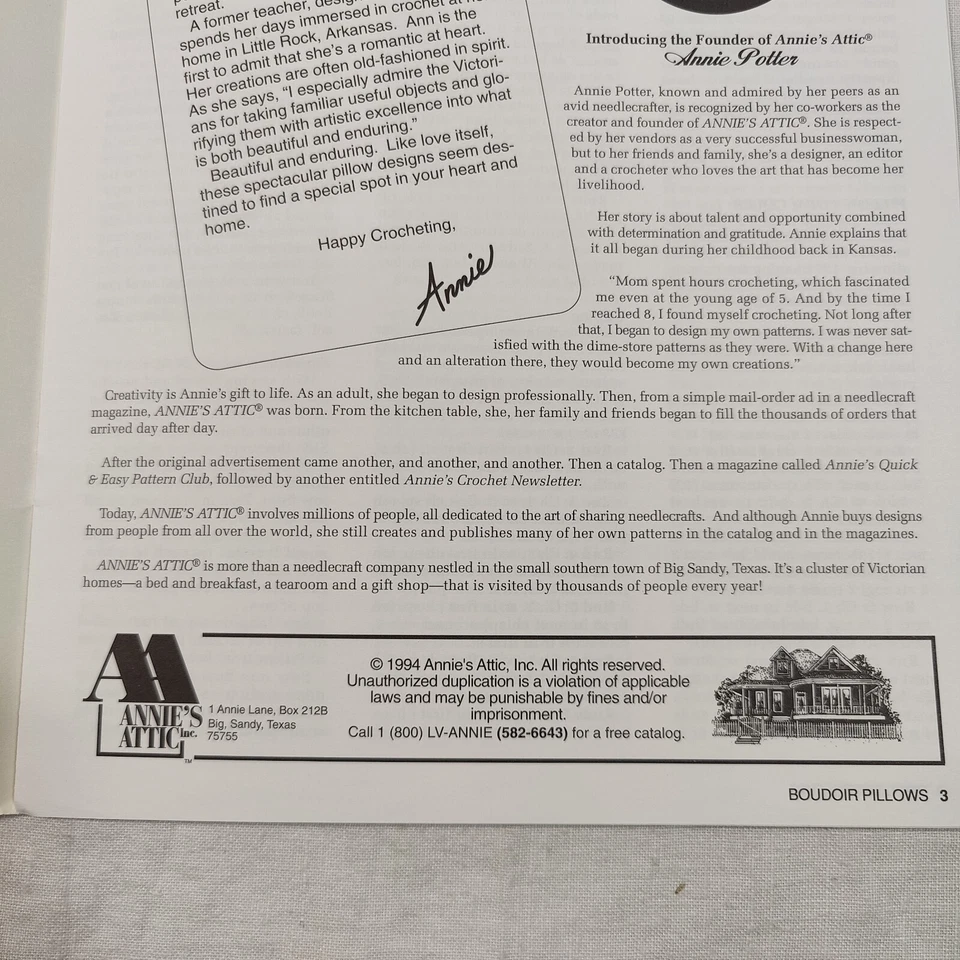 retreat.
A former teacher,
spends her days immersed in crochet at
home in Little Rock, Arkansas. Ann is the
first to admit that she's a romantic at heart.
Her creations are often old-fashioned in spirit.
As she says, “I especially admire the Victori-
ans for taking familiar useful objects and glo-
rifying them with artistic excellence into what
is both beautiful and enduring.”
Beautiful and enduring. Like love itself,
these spectacular pillow designs seem des-
tined to find a special spot in your heart and
home.
Happy Crocheting,
Annie
Introducing the Founder of Annie's Attic®
Annie Potter
Annie Potter, known and admired by her peers as an
avid needlecrafter, is recognized by her co-workers as the
creator and founder of ANNIE'S ATTIC®. She is respect-
ed by her vendors as a very successful businesswoman,
but to her friends and family, she's a designer, an editor
and a crocheter who loves the art that has become her
livelihood.
Her story is about talent and opportunity combined
with determination and gratitude. Annie explains that
it all began during her childhood back in Kansas.
“Mom spent hours crocheting, which fascinated
me even at the young age of 5. And by the time I
reached 8, I found myself crocheting. Not long after
that, I began to design my own patterns. I was never sat-
isfied with the dime-store patterns as they were. With a change here
and an alteration there, they would become my own creations.”
Creativity is Annie's gift to life. As an adult, she began to design professionally. Then, from a simple mail-order ad in a needlecraft
magazine, ANNIE'S ATTIC® was born. From the kitchen table, she, her family and friends began to fill the thousands of orders that
arrived day after day.
After the original advertisement came another, and another, and another. Then a catalog. Then a magazine called Annie's Quick
& Easy Pattern Club, followed by another entitled Annie's Crochet Newsletter.
Today, ANNIE'S ATTIC® involves millions of people, all dedicated to the art of sharing needlecrafts. And although Annie buys designs
from people from all over the world, she still creates and publishes many of her own patterns in the catalog and in the magazines.
ANNIE'S ATTIC® is more than a needlecraft company nestled in the small southern town of Big Sandy, Texas. It's a cluster of Victorian
homes—a bed and breakfast, a tearoom and a gift shop—that is visited by thousands of people every year!
AA
ANNIE'S
ATTIC Inc.
TM
1 Annie Lane, Box 212B
Big, Sandy, Texas
75755
© 1994 Annie's Attic, Inc. All rights reserved.
Unauthorized duplication is a violation of applicable
laws and may be punishable by fines and/or
imprisonment.
Call 1 (800) LV-ANNIE (582-6643) for a free catalog.
BOUDOIR PILLOWS 3